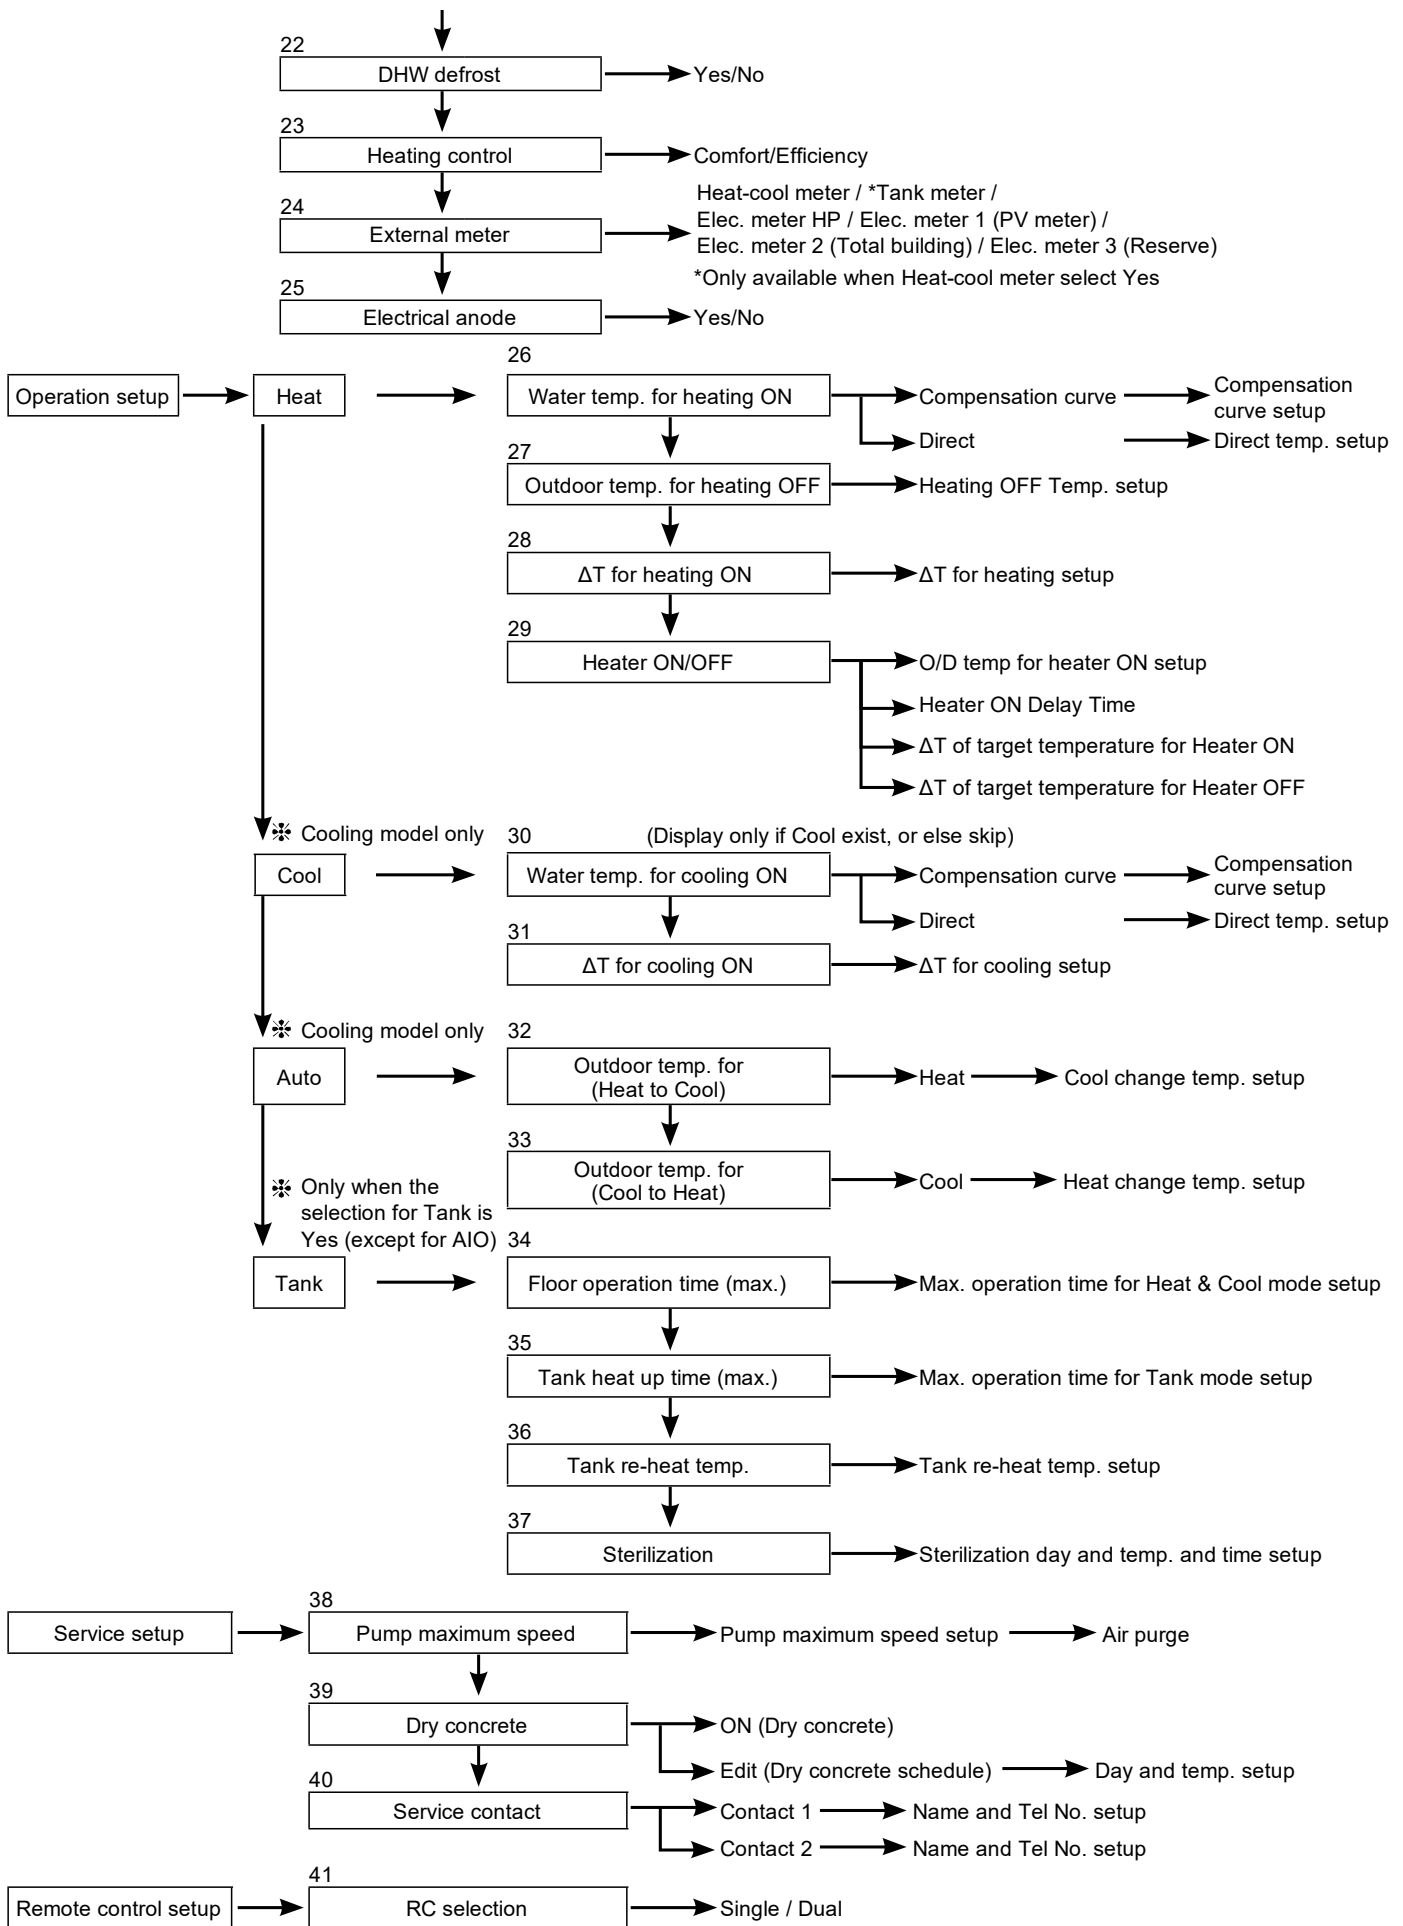 22
DHW defrost
Yes/No
23
Heating control
Comfort/Efficiency
24
External meter
Heat-cool meter / *Tank meter /
Elec. meter HP / Elec. meter 1 (PV meter) /
Elec. meter 2 (Total building) / Elec. meter 3 (Reserve)
*Only available when Heat-cool meter select Yes
25
Electrical anode
Yes/No
Operation setup
Heat
26
Water temp. for heating ON
Compensation curve
Compensation
curve setup
Direct
Direct temp. setup
27
Outdoor temp. for heating OFF
Heating OFF Temp. setup
28
ΔT for heating ON
ΔT for heating setup
29
Heater ON/OFF
O/D temp for heater ON setup
Heater ON Delay Time
ΔT of target temperature for Heater ON
ΔT of target temperature for Heater OFF
※ Cooling model only
Cool
30
(Display only if Cool exist, or else skip)
Water temp. for cooling ON
Compensation curve
Compensation
curve setup
Direct
Direct temp. setup
31
ΔT for cooling ON
ΔT for cooling setup
※ Cooling model only
Auto
32
Outdoor temp. for
(Heat to Cool)
Heat
Cool change temp. setup
33
Outdoor temp. for
(Cool to Heat)
Cool
Heat change temp. setup
※ Only when the
selection for Tank is
Yes (except for AIO)
Tank
34
Floor operation time (max.)
Max. operation time for Heat & Cool mode setup
35
Tank heat up time (max.)
Max. operation time for Tank mode setup
36
Tank re-heat temp.
Tank re-heat temp. setup
37
Sterilization
Sterilization day and temp. and time setup
Service setup
38
Pump maximum speed
Pump maximum speed setup
Air purge
39
Dry concrete
ON (Dry concrete)
Edit (Dry concrete schedule)
Day and temp. setup
40
Service contact
Contact 1
Name and Tel No. setup
Contact 2
Name and Tel No. setup
Remote control setup
41
RC selection
Single / Dual